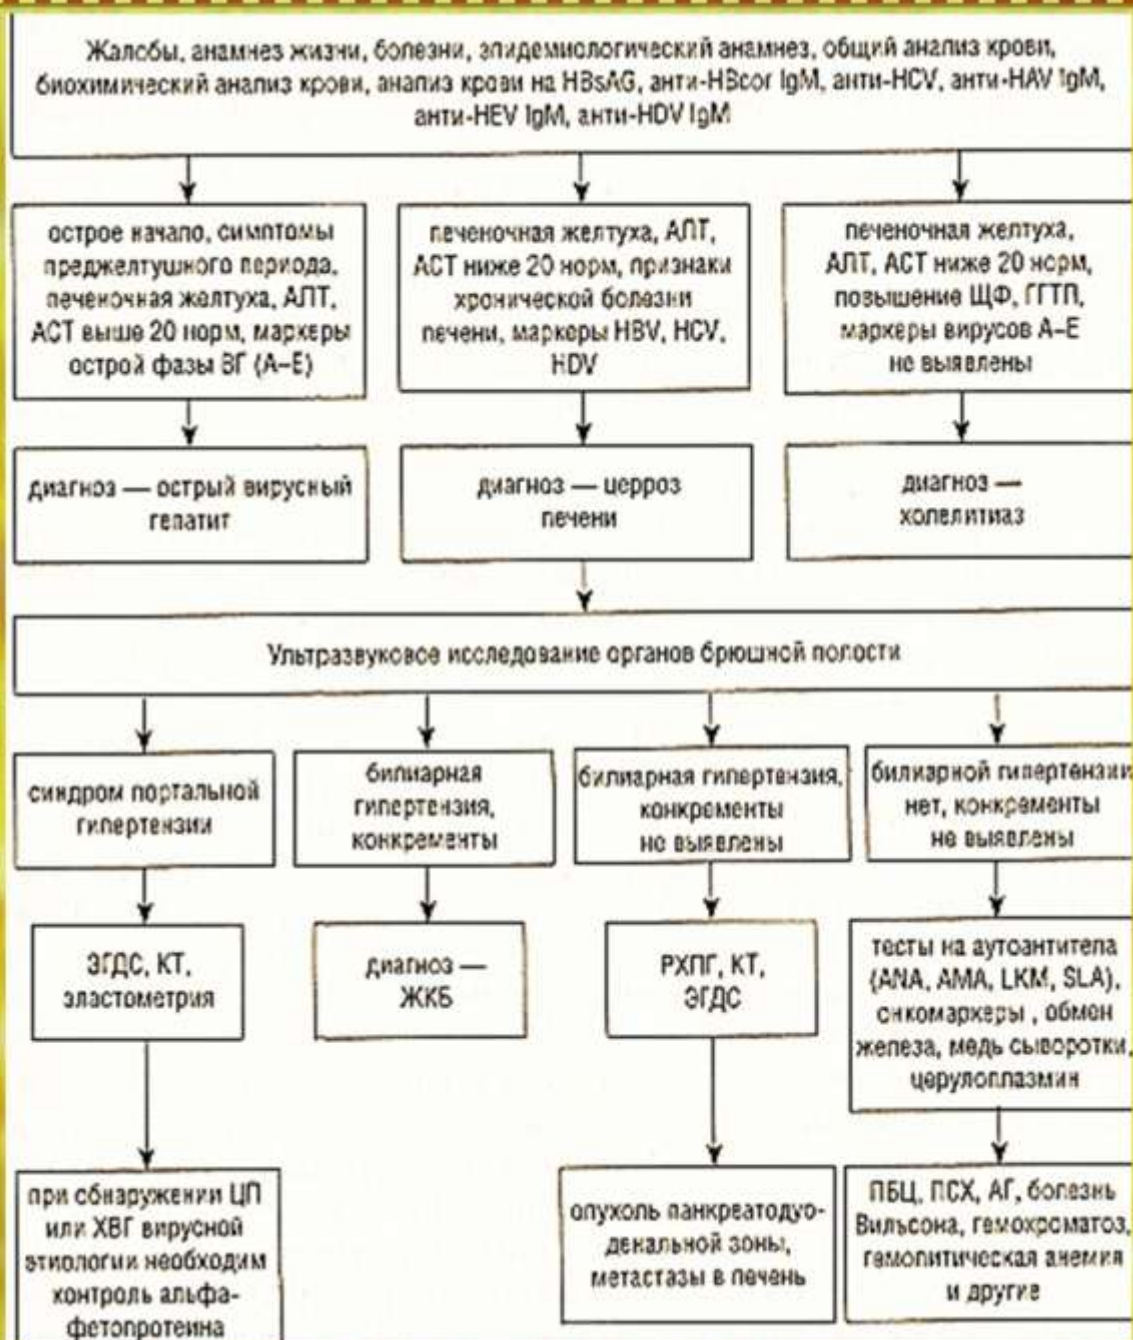 Жалобы, анамнез жизни, болезни, эпидемиологический анамнез, общий анализ крови,
биохимический анализ крови, анализ крови на HBsAG, анти-HBcor IgM, анти-HCV, анти-HAV IgM,
анти-HEV IgM, анти-HDV IgM
острое начало, симптомы
преджелтушного периода,
печеночная желтуха, АЛТ,
АСТ выше 20 норм, маркеры
острой фазы ВГ (А–Е)
печеночная желтуха, АЛТ,
АСТ ниже 20 норм, признаки
хронической болезни
печени, маркеры HBV, HCV,
HDV
печеночная желтуха,
АЛТ, АСТ ниже 20 норм,
повышение ЩФ, ГГТП,
маркеры вирусов А–Е
не выявлены
диагноз — острый вирусный
гепатит
диагноз — церроз
печени
диагноз —
холелитиаз
Ультразвуковое исследование органов брюшной полости
синдром портальной
гипертензии
билиарная
гипертензия,
конкременты
билиарная гипертензия,
конкременты
не выявлены
билиарной гипертензии
нет, конкременты
не выявлены
ЭГДС, КТ,
эластометрия
диагноз —
ЖКБ
РХПГ, КТ,
ЭГДС
тесты на аутоантитела
(ANA, AMA, LKM, SLA),
онкомаркеры , обмен
железа, медь сыворотки,
церулоплазмин
при обнаружении ЦП
или ХВГ вирусной
этиологии необходим
контроль альфа-
фетопротеина
опухоль панкреатодуо-
денальной зоны,
метастазы в печень
ПБЦ, ПСХ, АГ, болезнь
Вильсона, гемохроматоз,
гемолитическая анемия
и другие